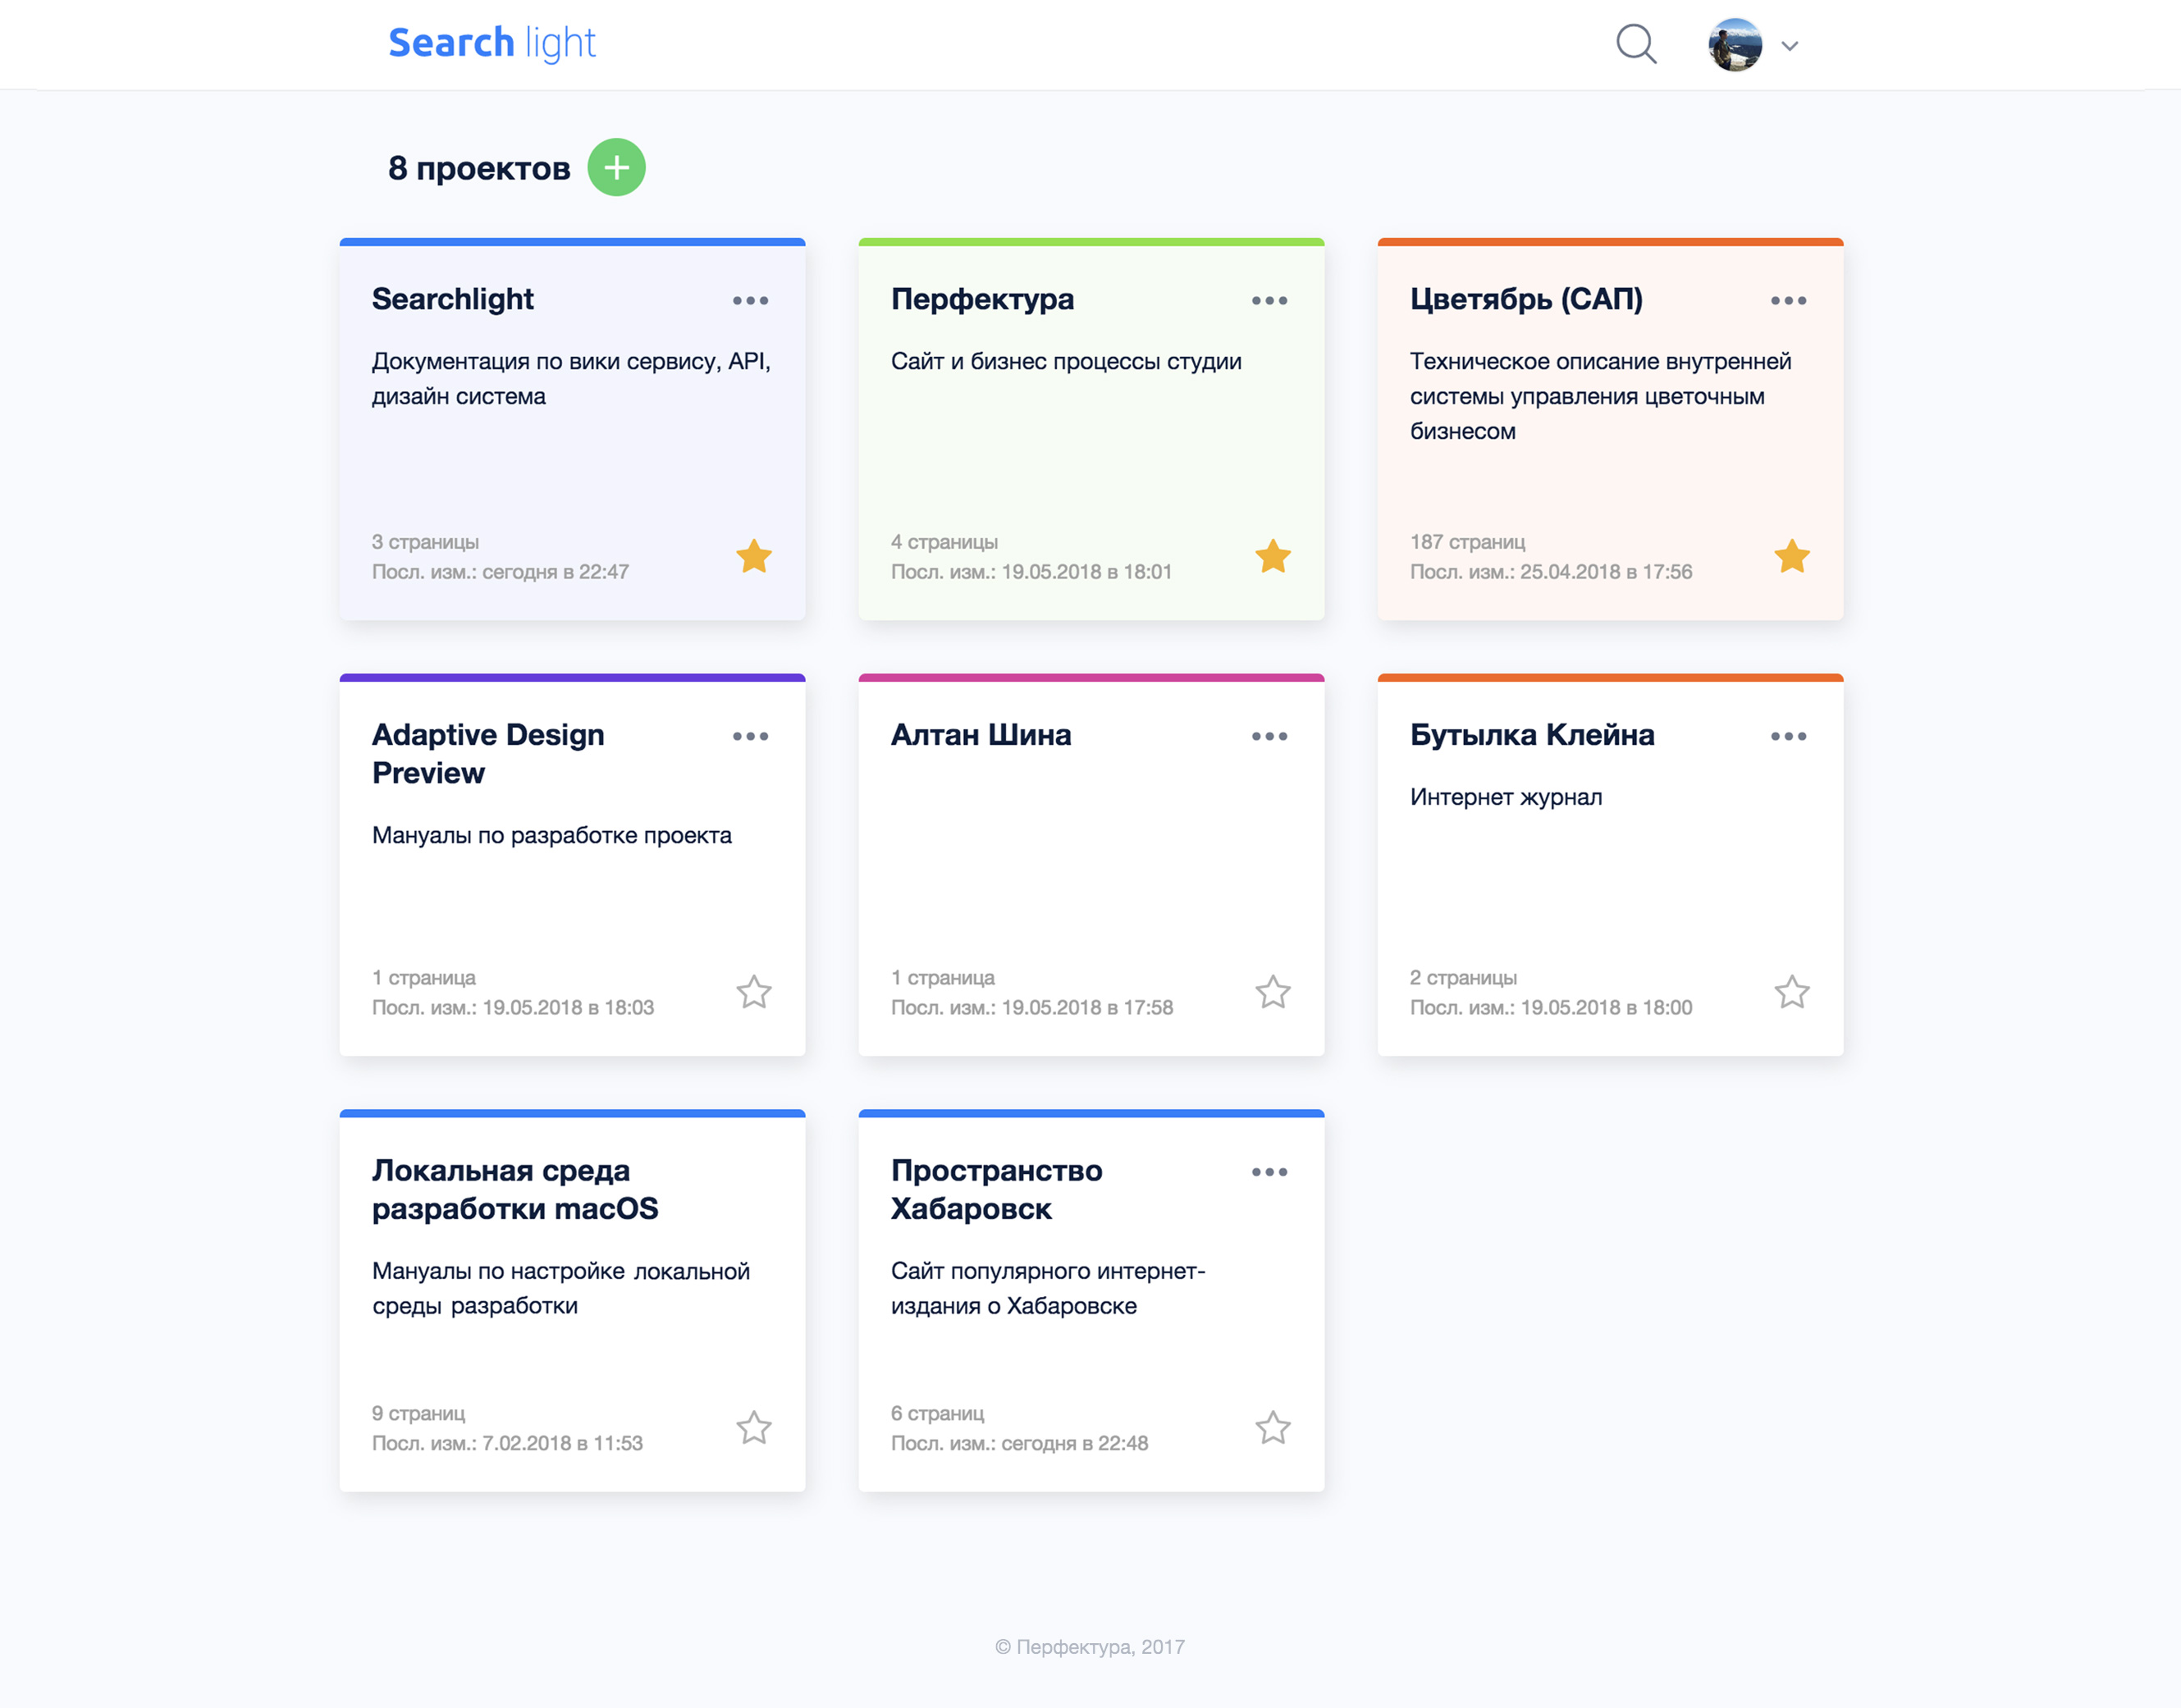 Search light
8 проектов
Searchlight
Документация по вики сервису, API,
дизайн система
3 страницы
Посл. изм.: сегодня в 22:47
Перфектура
Сайт и бизнес процессы студии
4 страницы
Посл. изм.: 19.05.2018 в 18:01
Цветябрь (САП)
Техническое описание внутренней
системы управления цветочным
бизнесом
187 страниц
Посл. изм.: 25.04.2018 в 17:56
Adaptive Design
Preview
Мануалы по разработке проекта
1 страница
Посл. изм.: 19.05.2018 в 18:03
Алтан Шина
1 страница
Посл. изм.: 19.05.2018 в 17:58
Бутылка Клейна
Интернет журнал
2 страницы
Посл. изм.: 19.05.2018 в 18:00
Локальная среда
разработки macOS
Мануалы по настройке локальной
среды разработки
9 страниц
Посл. изм.: 7.02.2018 в 11:53
Пространство
Хабаровск
Сайт популярного интернет-
издания о Хабаровске
6 страниц
Посл. изм.: сегодня в 22:48
© Перфектура, 2017